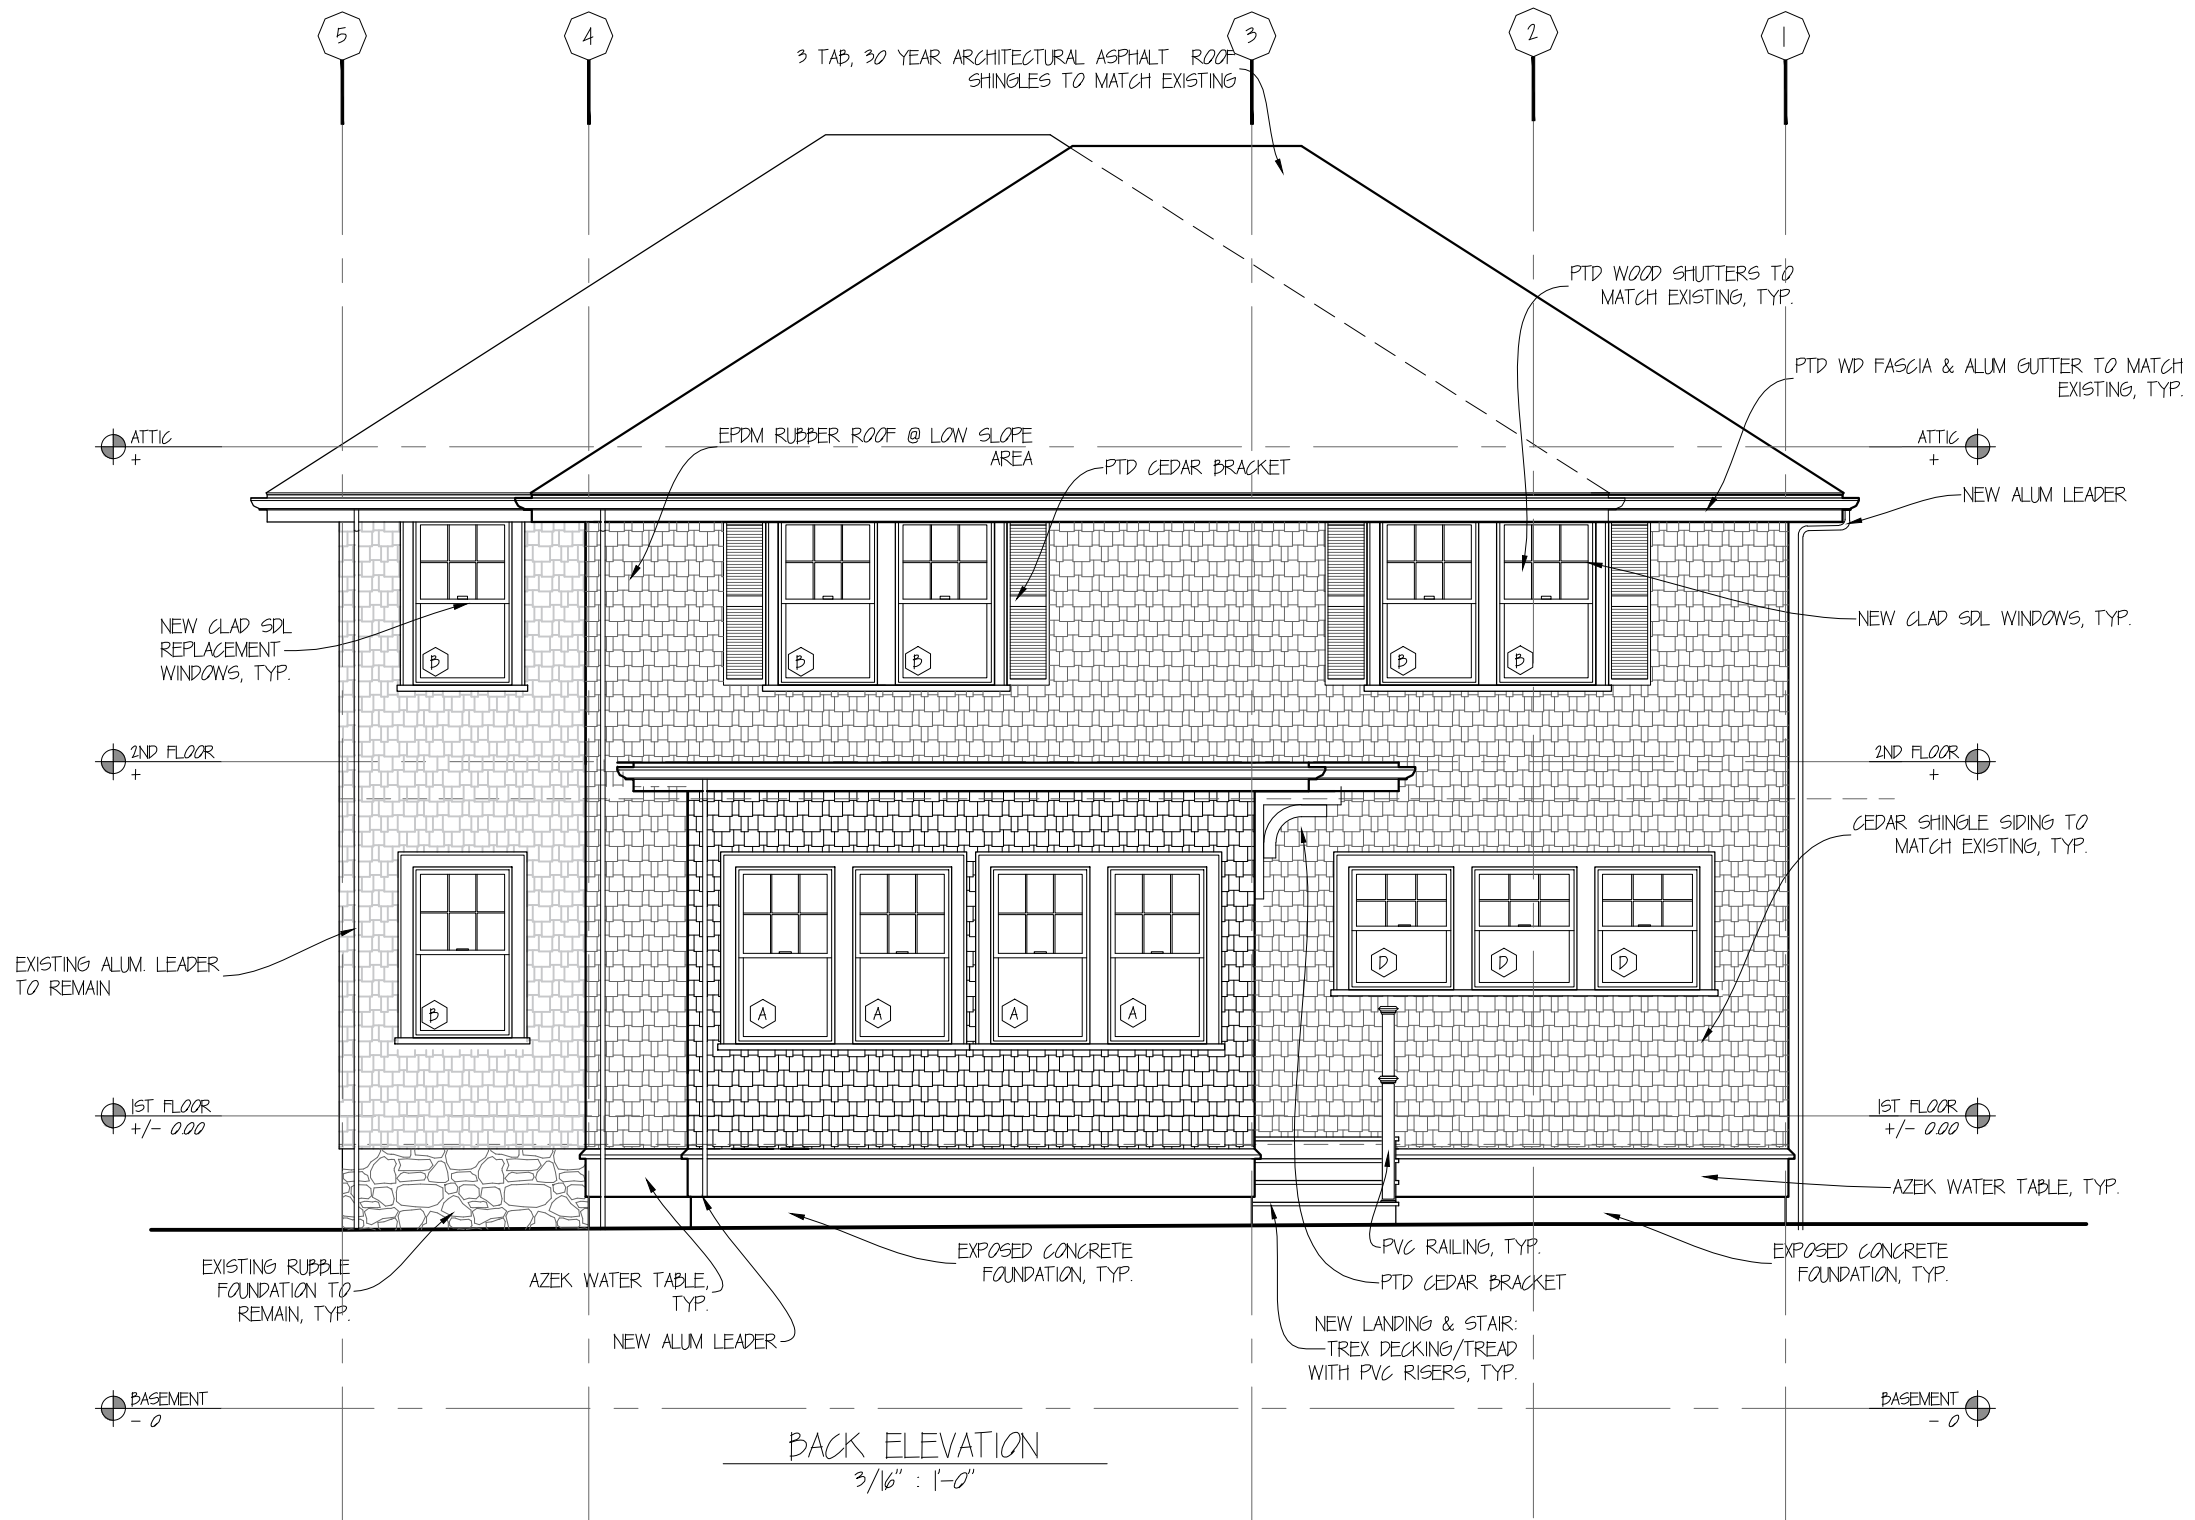 5
4
3
2
1
3 TAB, 30 YEAR ARCHITECTURAL ASPHALT ROOF
SHINGLES TO MATCH EXISTING
PTD WOOD SHUTTERS TO
MATCH EXISTING, TYP.
PTD WD FASCIA & ALUM GUTTER TO MATCH
EXISTING, TYP.
ATTIC
+
EPDM RUBBER ROOF @ LOW SLOPE
AREA
PTD CEDAR BRACKET
ATTIC
+
NEW ALUM LEADER
NEW CLAD SDL
REPLACEMENT
WINDOWS, TYP.
B
B
B
B
B
NEW CLAD SDL WINDOWS, TYP.
2ND FLOOR
+
2ND FLOOR
+
CEDAR SHINGLE SIDING TO
MATCH EXISTING, TYP.
EXISTING ALUM. LEADER
TO REMAIN
B
A
A
A
A
D
D
D
1ST FLOOR
+/- 0.00
1ST FLOOR
+/- 0.00
AZEK WATER TABLE, TYP.
EXISTING RUBBLE
FOUNDATION TO
REMAIN, TYP.
AZEK WATER TABLE,
TYP.
NEW ALUM LEADER
EXPOSED CONCRETE
FOUNDATION, TYP.
PVC RAILING, TYP.
PTD CEDAR BRACKET
NEW LANDING & STAIR:
TREX DECKING/TREAD
WITH PVC RISERS, TYP.
EXPOSED CONCRETE
FOUNDATION, TYP.
BASEMENT
- 0
BASEMENT
- 0
BACK ELEVATION
3/16" : 1'-0"